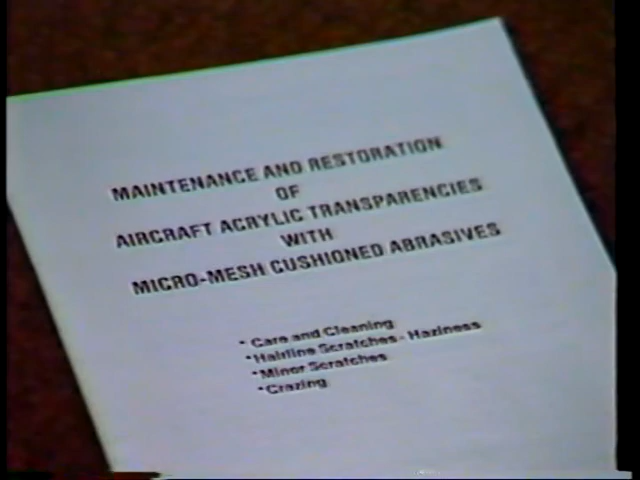 MAINTENANCE AND RESTORATION
OF
AIRCRAFT ACRYLIC TRANSPARENCIES
WITH
MICRO-MESH CUSHIONED ABRASIVES
• Care and Cleaning
• Hairline Scratches - Haziness
• Minor Scratches
• Crazing